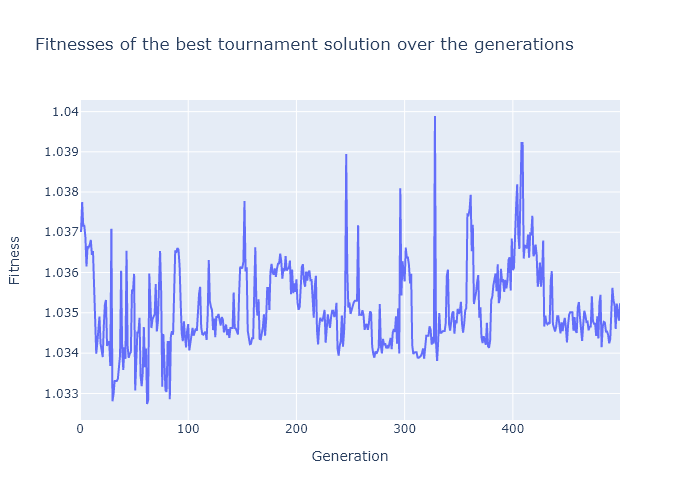 Fitnesses of the best tournament solution over the generations
1.04
1.039
1.038
1.037
1.036
1.035
1.034
1.033
Fitness
0 100 200 300 400
Generation